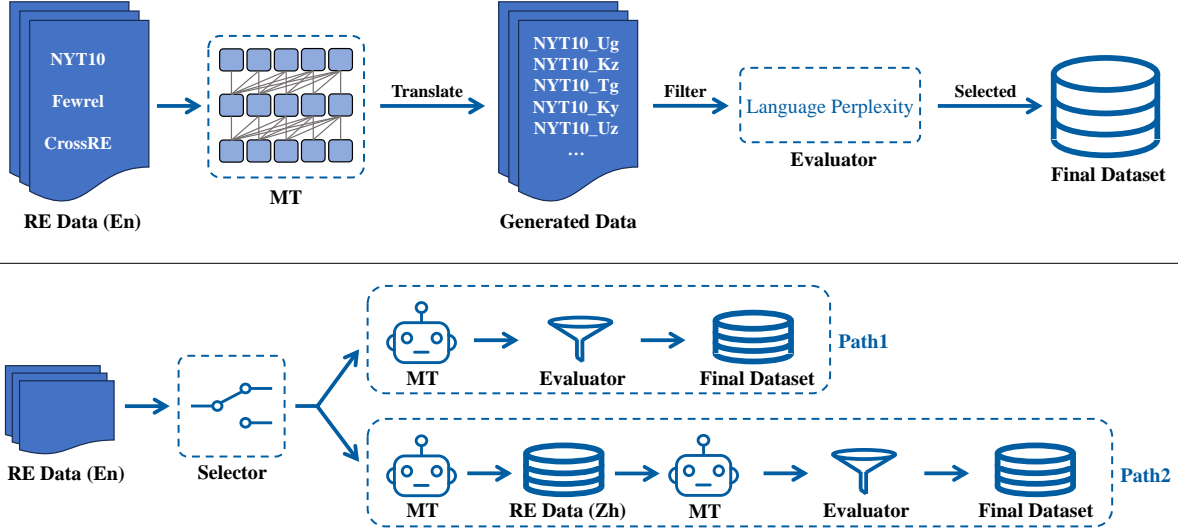 NYT10
Fewrel
CrossRE
RE Data (En)
MT
Translate
NYT10_Ug
NYT10_Kz
NYT10_Tg
NYT10_Ky
NYT10_Uz
...
Generated Data
Filter
Language Perplexity
Evaluator
Selected
Final Dataset
RE Data (En)
Selector
MT
Evaluator
Final Dataset
Path1
MT
RE Data (Zh)
MT
Evaluator
Final Dataset
Path2